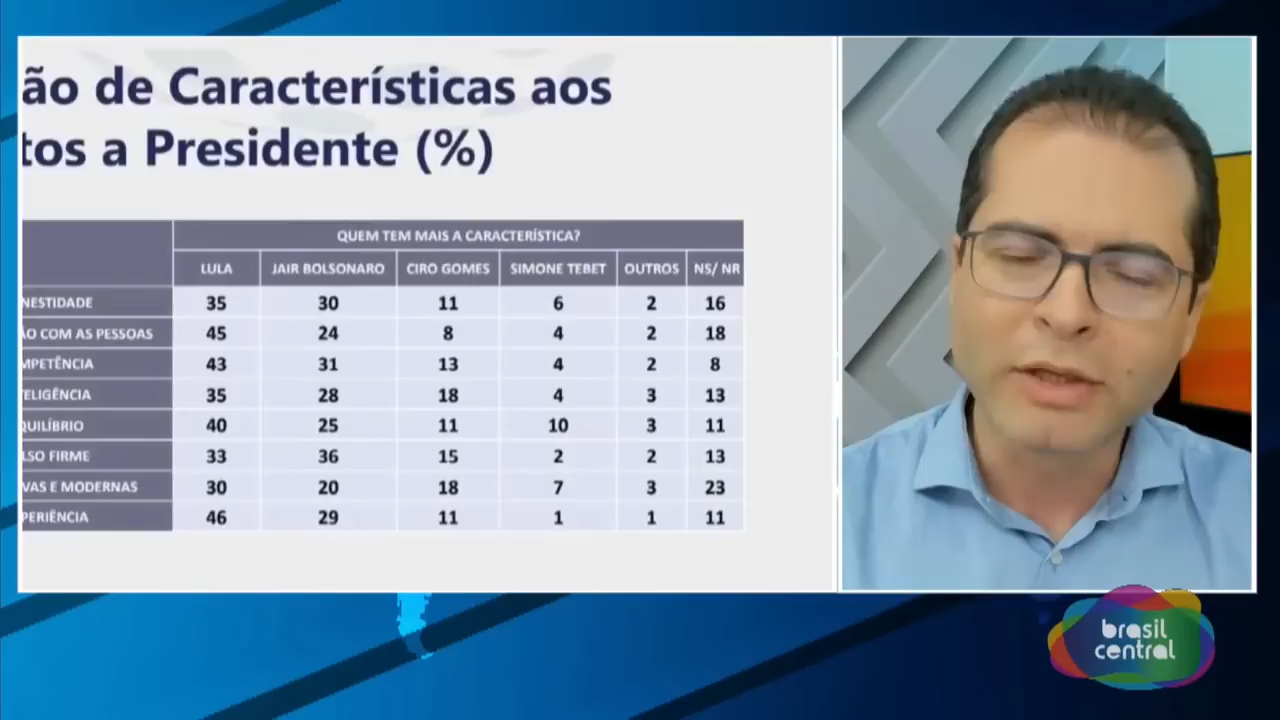 ão de Características aos
tos a Presidente (%)
QUEM TEM MAIS A CARACTERÍSTICA?
LULA JAIR BOLSONARO CIRO GOMES SIMONE TEBET OUTROS NS/ NR
NESTIDADE 35 30 11 6 2 16
ÃO COM AS PESSOAS 45 24 8 4 2 18
MPETÊNCIA 43 31 13 4 2 8
TELIGÊNCIA 35 28 18 4 3 13
QUILÍBRIO 40 25 11 10 3 11
LSO FIRME 33 36 15 2 2 13
VAS E MODERNAS 30 20 18 7 3 23
PERIÊNCIA 46 29 11 1 1 11
brasil
central